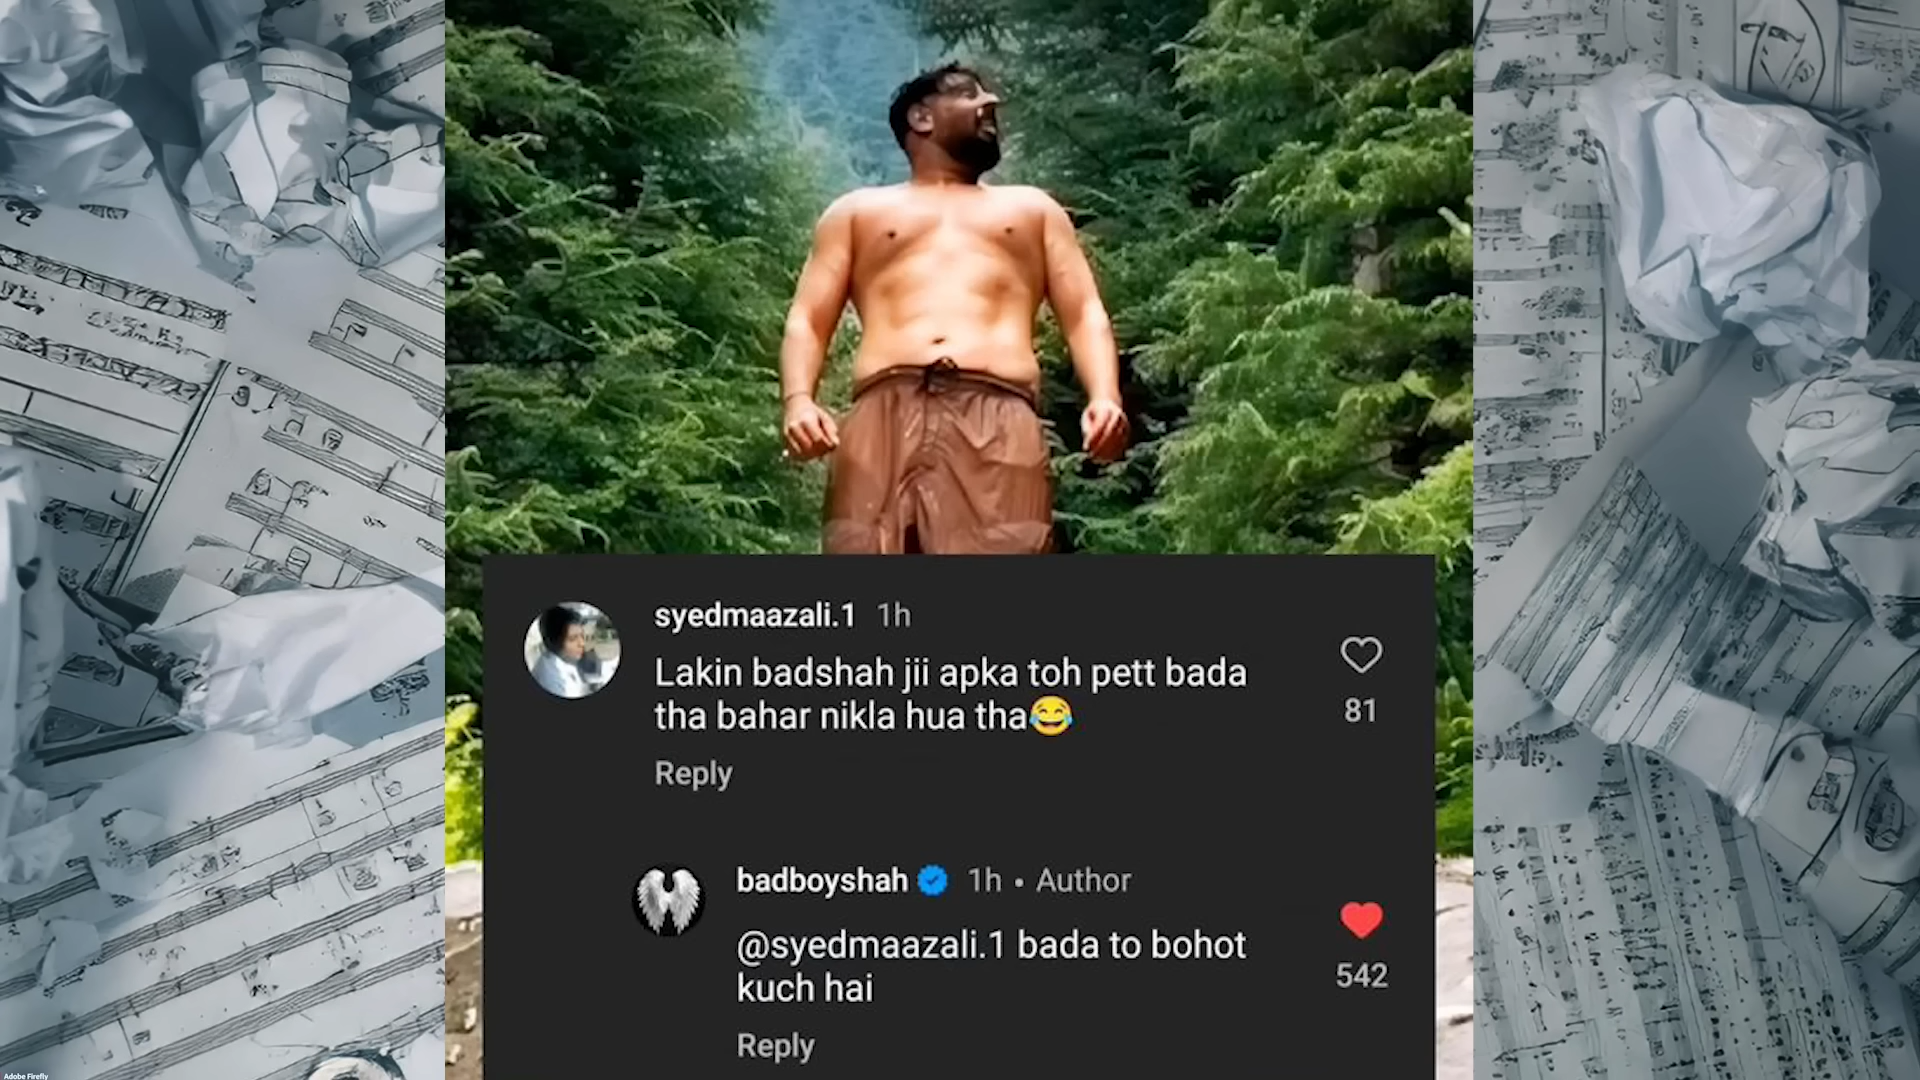 syedmaazali.1 1h
Lakin badshah jii apka toh pett bada
tha bahar nikla hua tha😂
81
Reply
badboyshah 1h • Author
@syedmaazali.1 bada to bohot
kuch hai
542
Reply
Adobe Firefly